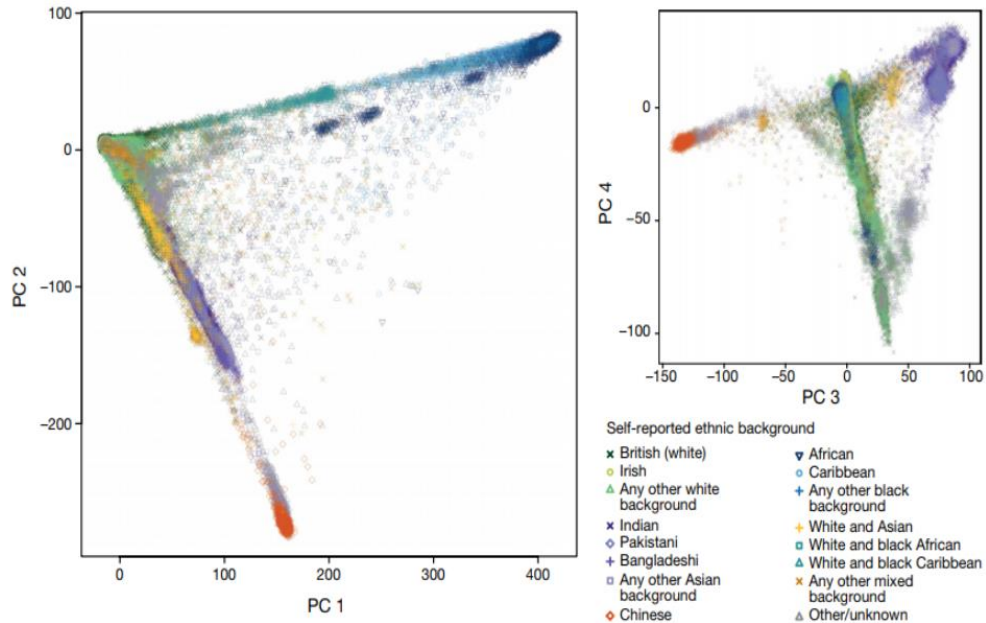 100
0
−100
−200
PC 2
0
100
200
300
400
PC 1
0
−50
−100
PC 4
−150
−100
−50
0
50
100
PC 3
Self-reported ethnic background
British (white)
Irish
Any other white
background
Indian
Pakistani
Bangladeshi
Any other Asian
background
Chinese
African
Caribbean
Any other black
background
White and Asian
White and black African
White and black Caribbean
Any other mixed
background
Other/unknown